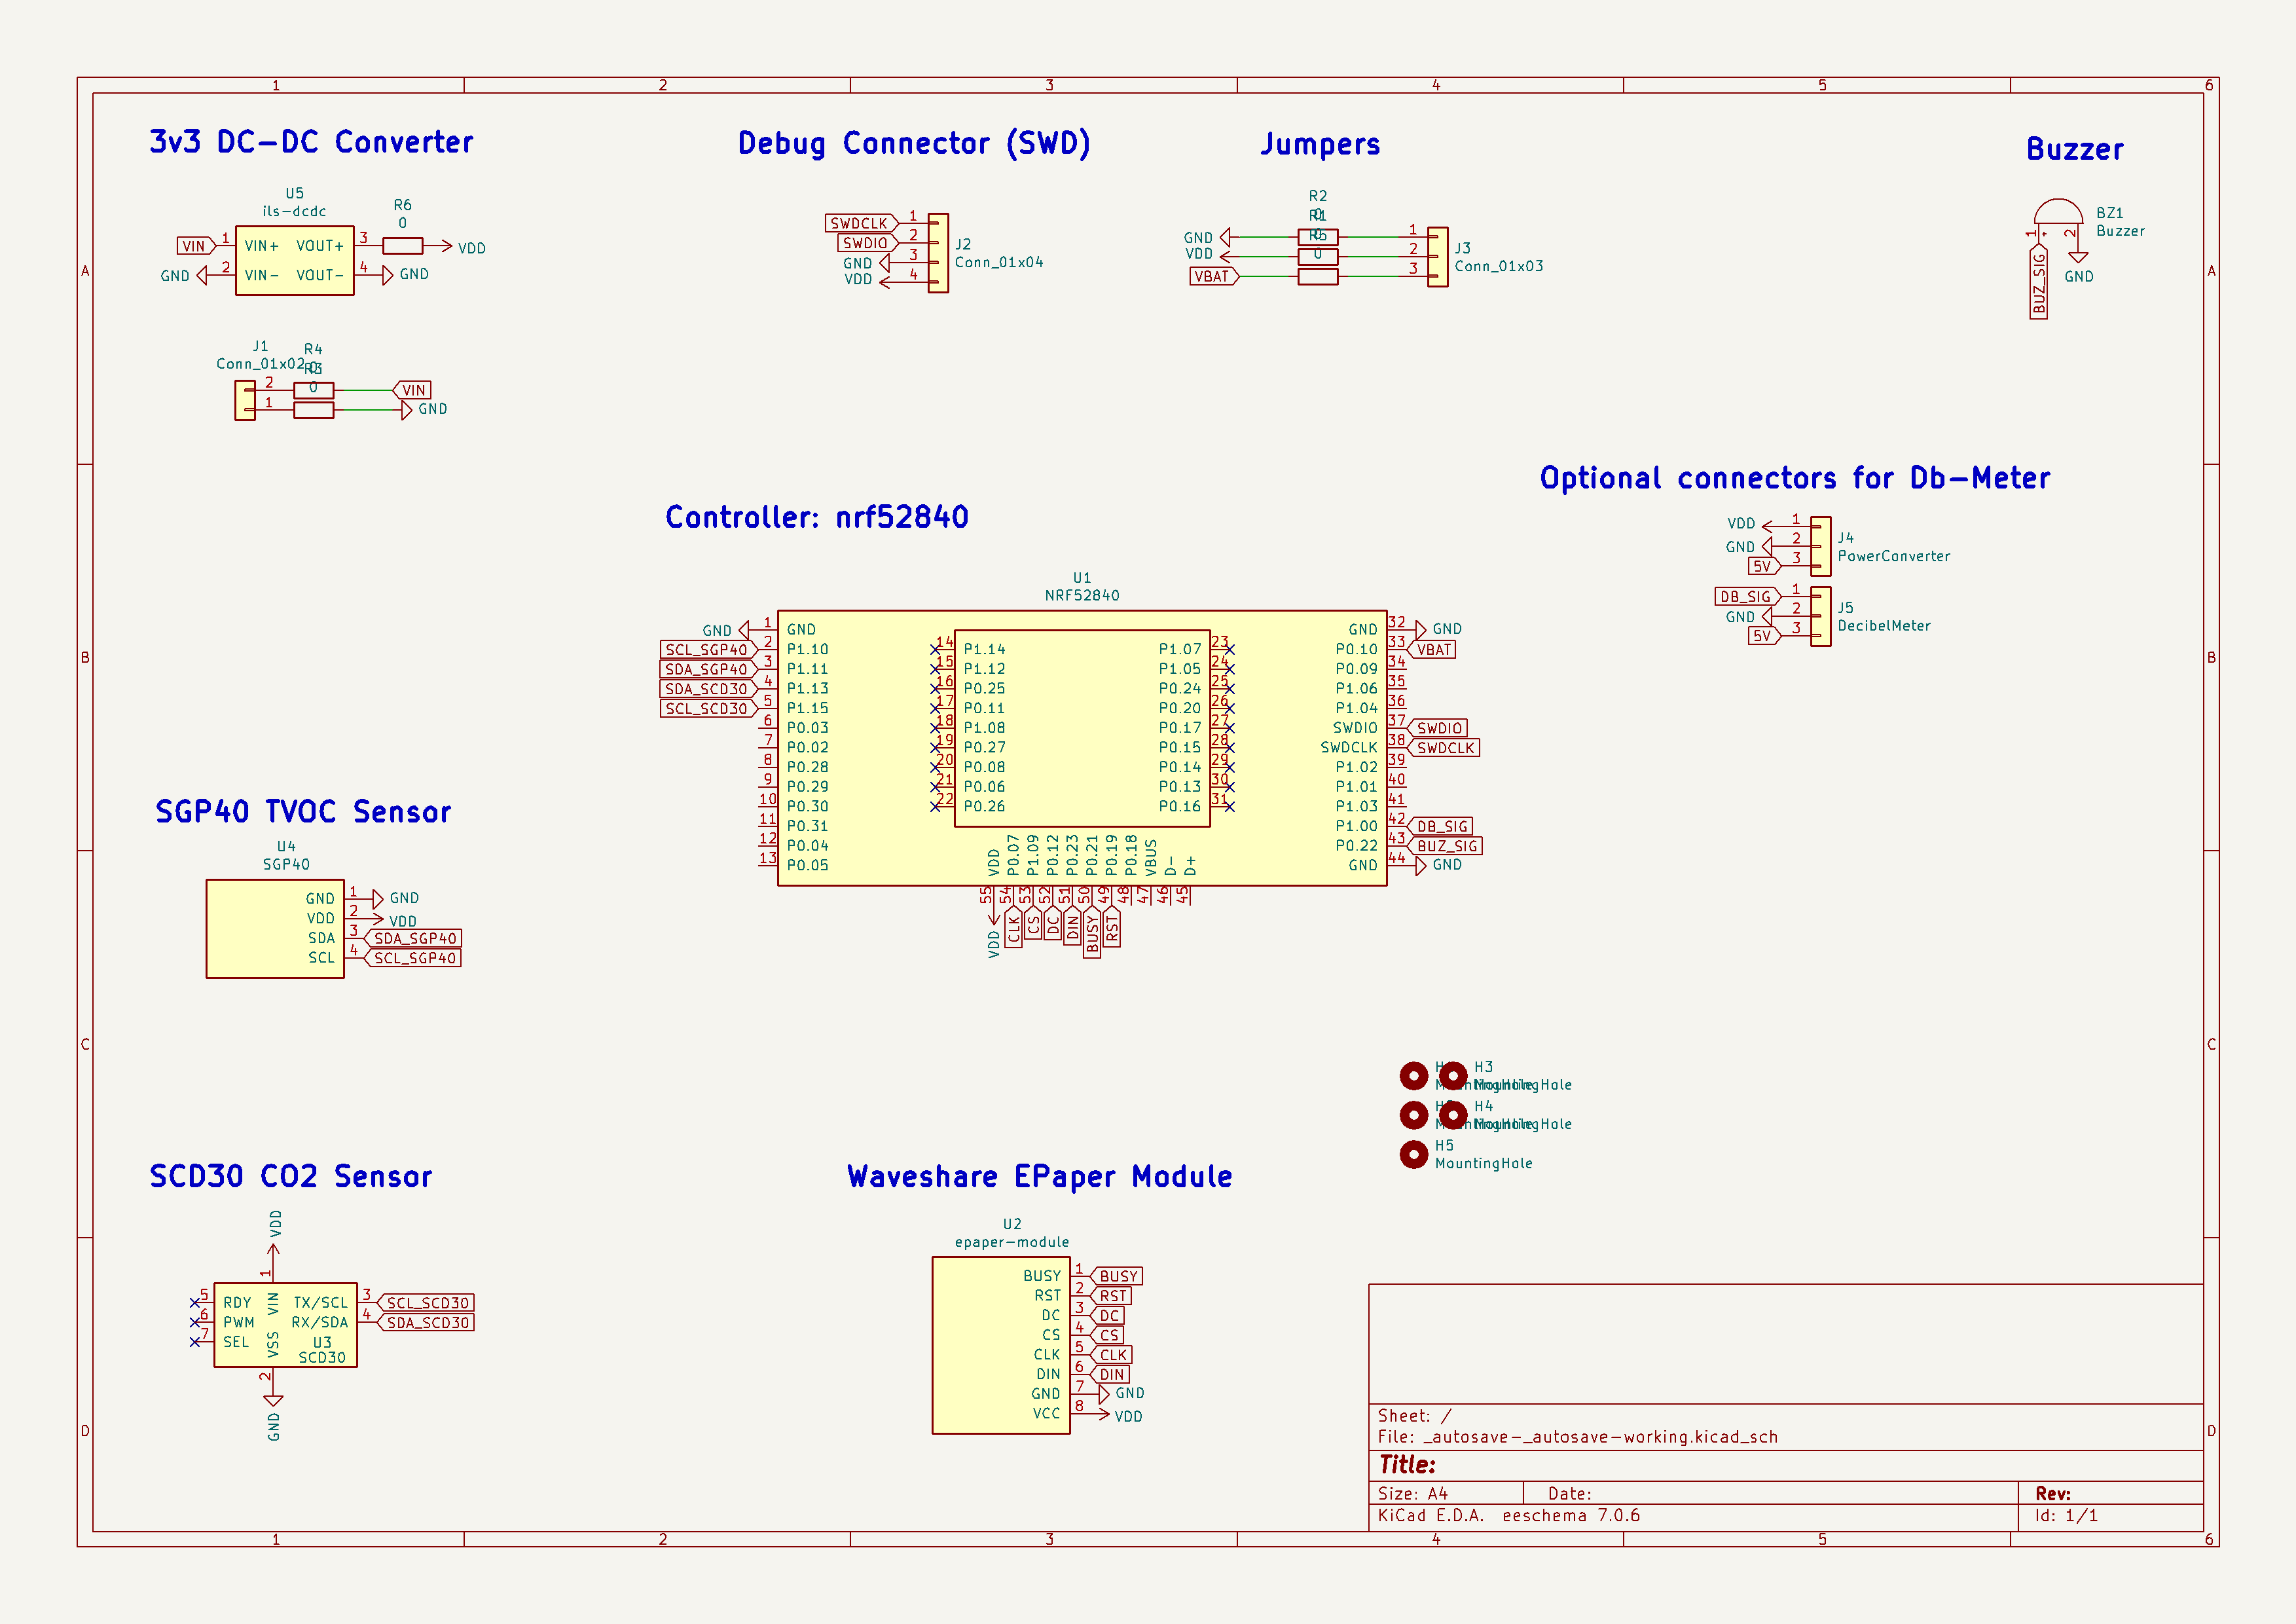 1 2 3 4 5 6
A
B
C
D
3v3 DC-DC Converter
U5
ils-dcdc
VIN 1 VIN+ VOUT+ 3
GND 2 VIN- VOUT- 4 GND
R6
0
VDD
J1
Conn_01x02
R4
0
R3
0
2 VIN
1 GND
Debug Connector (SWD)
SWDCLK 1
SWDIO 2
GND 3
VDD 4
J2
Conn_01x04
Jumpers
R2
0
R1
R5
0
GND 1
VDD 2
VBAT 3
J3
Conn_01x03
Buzzer
BZ1
Buzzer
1 + 2
BUZ_SIG
GND
Optional connectors for Db-Meter
VDD 1
GND 2
5V 3
J4
PowerConverter
DB_SIG 1
GND 2
5V 3
J5
DecibelMeter
Controller: nrf52840
U1
NRF52840
GND 1 GND
SCL_SGP40 2 P1.10
SDA_SGP40 3 P1.11
SDA_SCD30 4 P1.13
SCL_SCD30 5 P1.15
6 P0.03
7 P0.02
8 P0.28
9 P0.29
10 P0.30
11 P0.31
12 P0.04
13 P0.05
14 P1.14
15 P1.12
16 P0.25
17 P0.11
18 P1.08
19 P0.27
20 P0.08
21 P0.06
22 P0.26
P1.07 23
P1.05 24
P0.24 25
P0.20 26
P0.17 27
P0.15 28
P0.14 29
P0.13 30
P0.16 31
GND 32 GND
P0.10 33 VBAT
P0.09 34
P1.06 35
P1.04 36
SWDIO 37 SWDIO
SWDCLK 38 SWDCLK
P1.02 39
P1.01 40
P1.03 41
P1.00 42 DB_SIG
P0.22 43 BUZ_SIG
GND 44 GND
VDD 55 VDD
P0.07 54 CLK
P1.09 53 CS
P0.12 52 DC
P0.23 51 DIN
P0.21 50 BUSY
P0.19 49 RST
P0.18 48
VBUS 47
D- 46
D+ 45
SGP40 TVOC Sensor
U4
SGP40
GND 1 GND
VDD 2 VDD
SDA 3 SDA_SGP40
SCL 4 SCL_SGP40
H3
MountingHole
H4
MountingHole
H5
MountingHole
SCD30 CO2 Sensor
VDD
1
VIN
5 RDY
6 PWM
7 SEL
TX/SCL 3 SCL_SCD30
RX/SDA 4 SDA_SCD30
U3
SCD30
VSS
2
GND
Waveshare EPaper Module
U2
epaper-module
BUSY 1 BUSY
RST 2 RST
DC 3 DC
CS 4 CS
CLK 5 CLK
DIN 6 DIN
GND 7 GND
VCC 8 VDD
Sheet: /
File: _autosave-_autosave-working.kicad_sch
Title:
Size: A4 Date: Rev:
KiCad E.D.A. eeschema 7.0.6 Id: 1/1
A
B
C
D
1 2 3 4 5 6